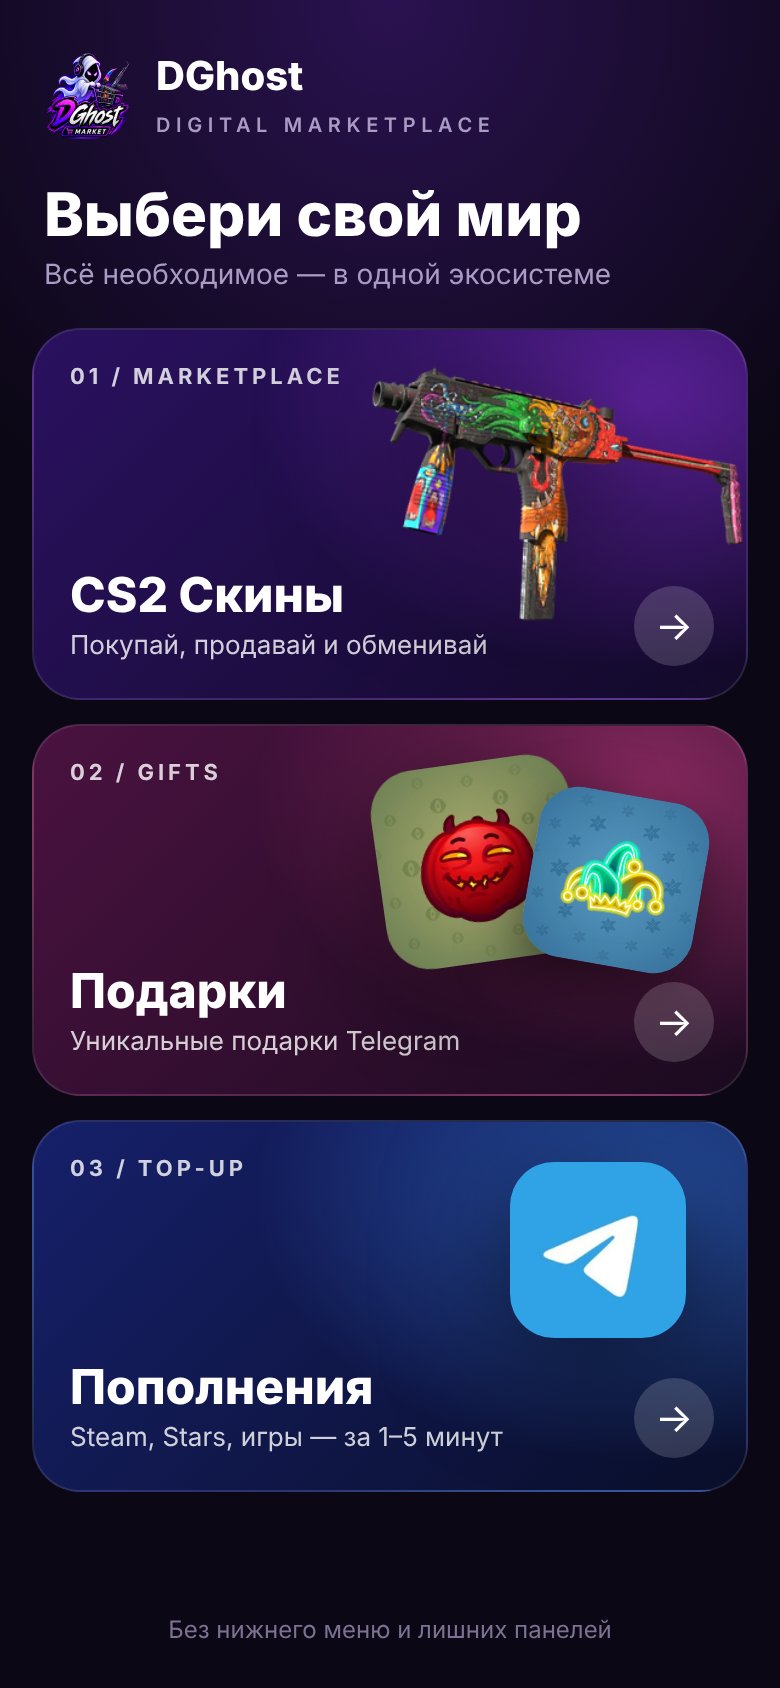 DGhost
MARKET
DGhost
DIGITAL MARKETPLACE
Выбери свой мир
Всё необходимое — в одной экосистеме
01 / MARKETPLACE
CS2 Скины
Покупай, продавай и обменивай
02 / GIFTS
Подарки
Уникальные подарки Telegram
03 / TOP-UP
Пополнения
Steam, Stars, игры — за 1–5 минут
Без нижнего меню и лишних панелей